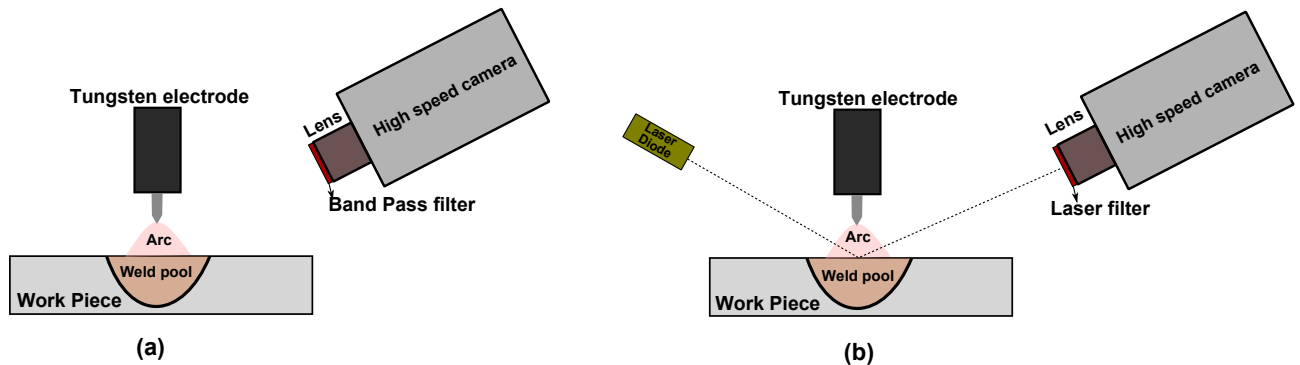 Tungsten electrode
Lens
High speed camera
Band Pass filter
Arc
Weld pool
Work Piece
(a)
Laser
Diode
Tungsten electrode
Lens
High speed camera
Laser filter
Arc
Weld pool
Work Piece
(b)